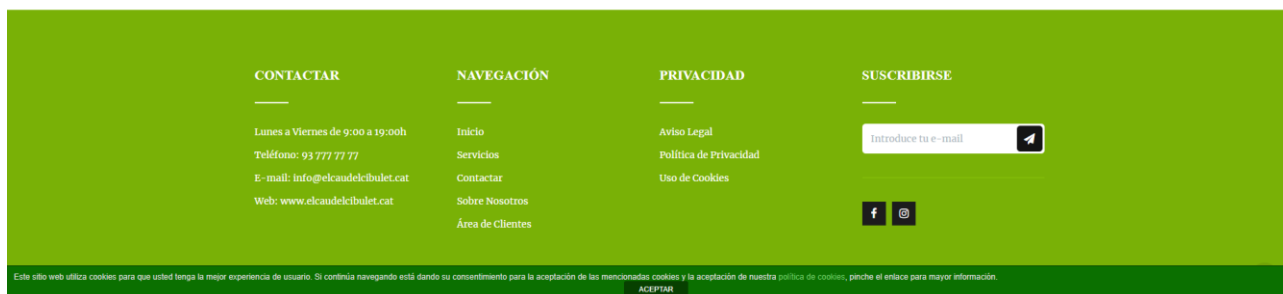 CONTACTAR
Lunes a Viernes de 9:00 a 19:00h
Teléfono: 93 777 77 77
E-mail: info@elcaudelcibulet.cat
Web: www.elcaudelcibulet.cat
NAVEGACIÓN
Inicio
Servicios
Contactar
Sobre Nosotros
Área de Clientes
PRIVACIDAD
Aviso Legal
Política de Privacidad
Uso de Cookies
SUSCRIBIRSE
Introduce tu e-mail
Este sitio web utiliza cookies para que usted tenga la mejor experiencia de usuario. Si continúa navegando está dando su consentimiento para la aceptación de las mencionadas cookies y la aceptación de nuestra política de cookies, pinche el enlace para mayor información.
ACEPTAR